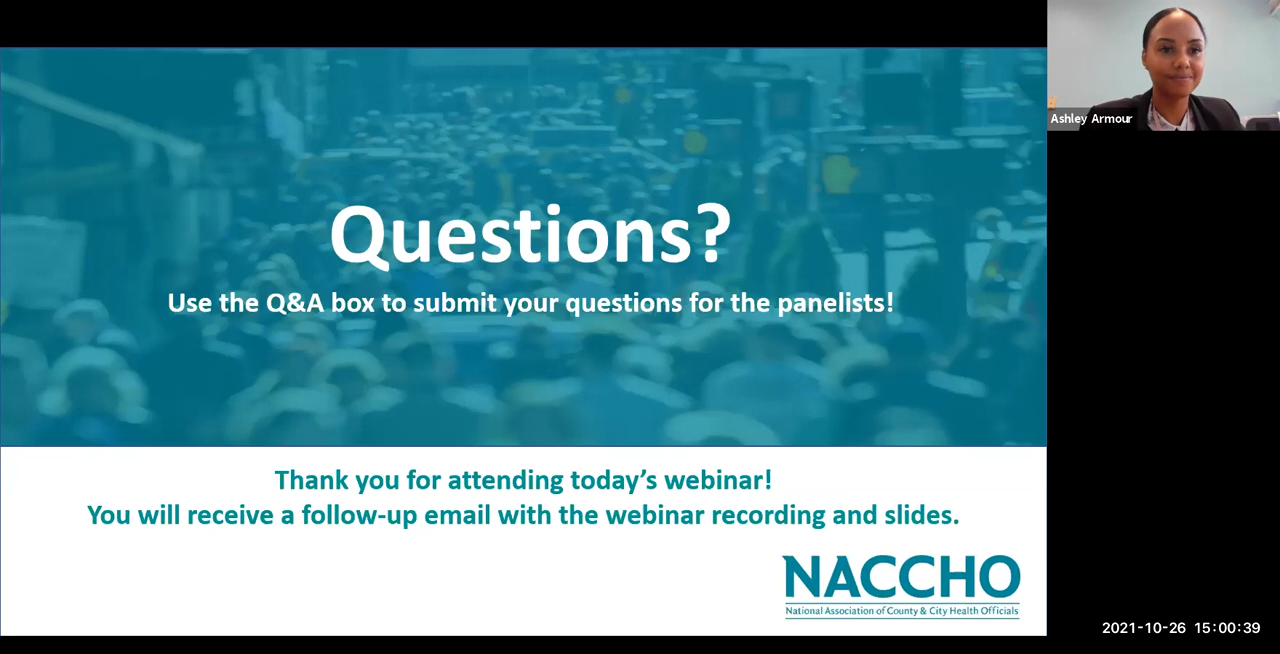 Ashley Armour
Questions?
Use the Q&A box to submit your questions for the panelists!
Thank you for attending today’s webinar!
You will receive a follow-up email with the webinar recording and slides.
NACCHO
National Association of County & City Health Officials
2021-10-26 15:00:39